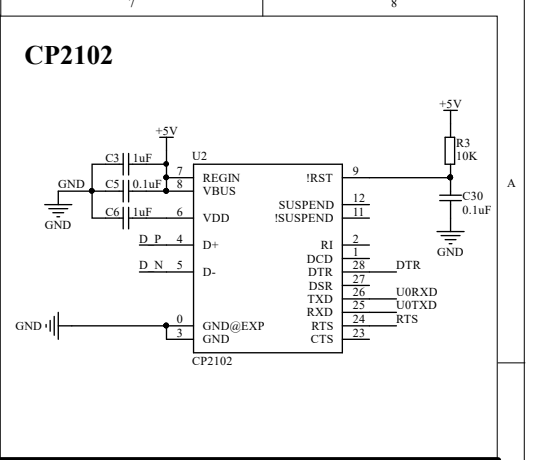 7 8
CP2102
+5V
+5V
U2
R3
10K
C3 1uF
7 REGIN
!RST 9
GND C5 0.1uF 8 VBUS
A
C30
0.1uF
SUSPEND 12
C6 1uF 6 VDD
!SUSPEND 11
GND
GND
D_P 4 D+
RI 2
DCD 1
D_N 5 D-
DTR 28 DTR
DSR 27
TXD 26 U0RXD
RXD 25 U0TXD
GND 0 GND@EXP
RTS 24 RTS
3 GND
CTS 23
CP2102